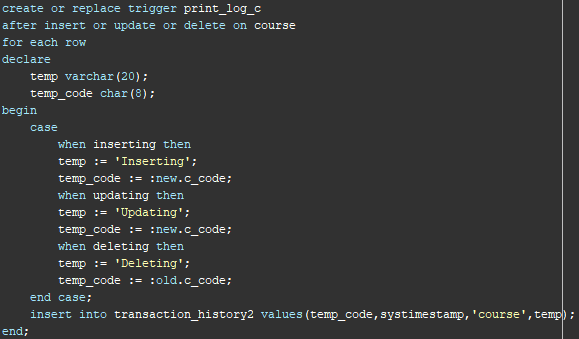 create or replace trigger print_log_c
after insert or update or delete on course
for each row
declare
    temp varchar(20);
    temp_code char(8);
begin
    case
        when inserting then
        temp := 'Inserting';
        temp_code := :new.c_code;
        when updating then
        temp := 'Updating';
        temp_code := :new.c_code;
        when deleting then
        temp := 'Deleting';
        temp_code := :old.c_code;
    end case;
    insert into transaction_history2 values(temp_code,systimestamp,'course',temp);
end;